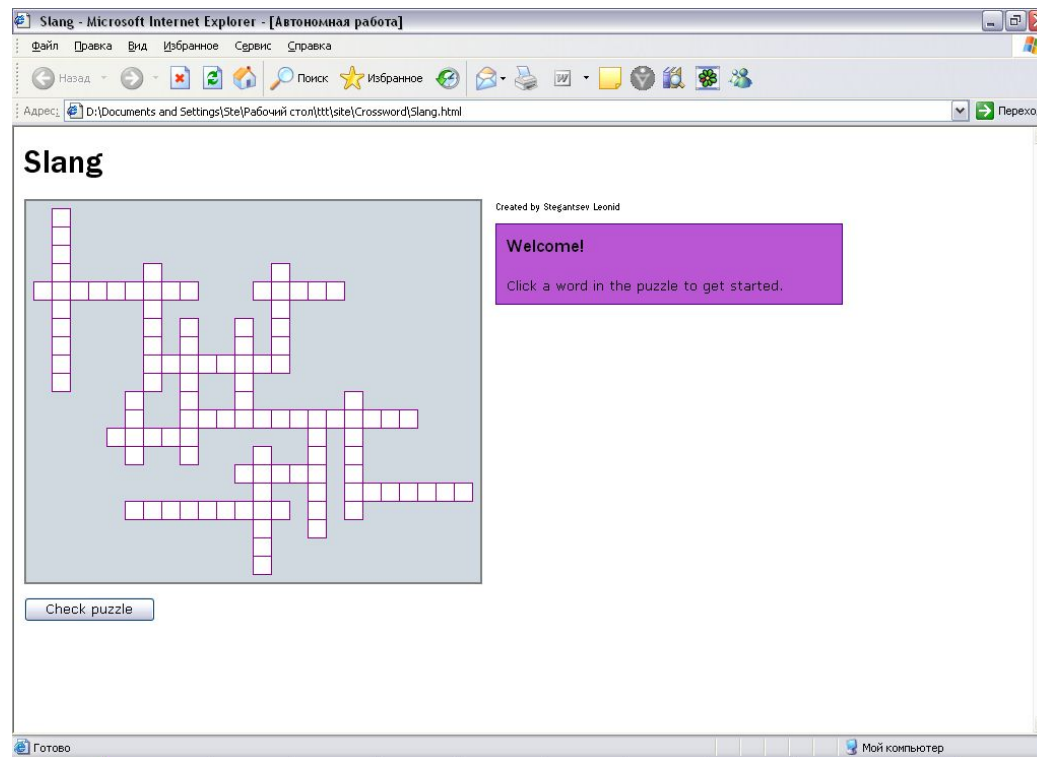 Slang - Microsoft Internet Explorer - [Автономная работа]
Файл Правка Вид Избранное Сервис Справка
Назад Поиск Избранное
Адрес: D:\Documents and Settings\Ste\Рабочий стол\ttt\site\Crossword\Slang.html Перехо
Slang
Created by Stegantsev Leonid
Welcome!
Click a word in the puzzle to get started.
Check puzzle
Готово Мой компьютер